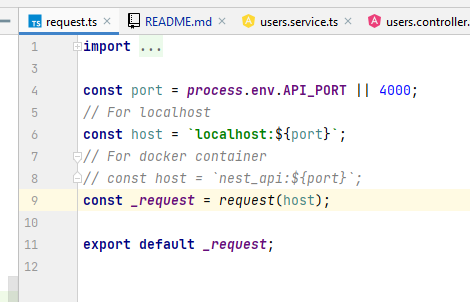 request.ts × README.md × users.service.ts × users.controller.
1 import ...
3
4 const port = process.env.API_PORT || 4000;
5 // For localhost
6 const host = `localhost:${port}`;
7 // For docker container
8 // const host = `nest_api:${port}`;
9 const _request = request(host);
10
11 export default _request;
12